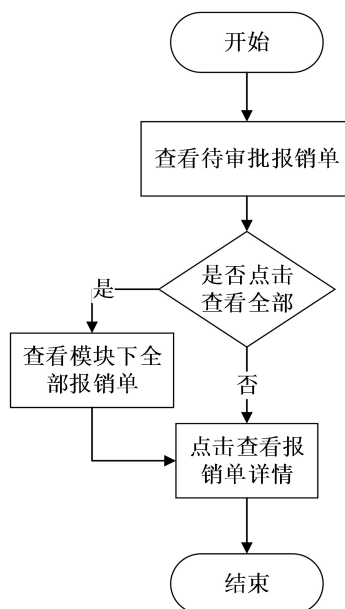 开始
查看待审批报销单
是否点击
查看全部
是
查看模块下全
部报销单
否
点击查看报
销单详情
结束